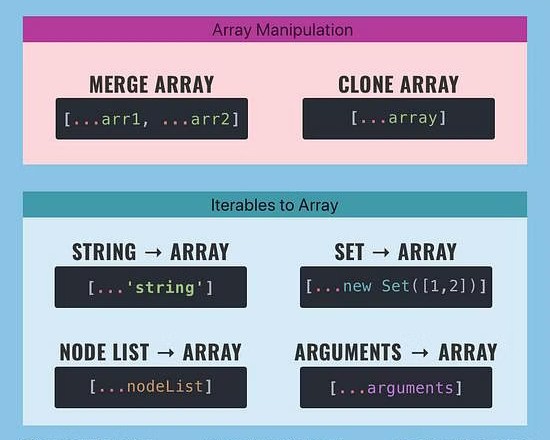 Array Manipulation
MERGE ARRAY
CLONE ARRAY
[...arr1, ...arr2]
[...array]
Iterables to Array
STRING → ARRAY
SET → ARRAY
[...'string']
[...new Set([1,2])]
NODE LIST → ARRAY
ARGUMENTS → ARRAY
[...nodeList]
[...arguments]